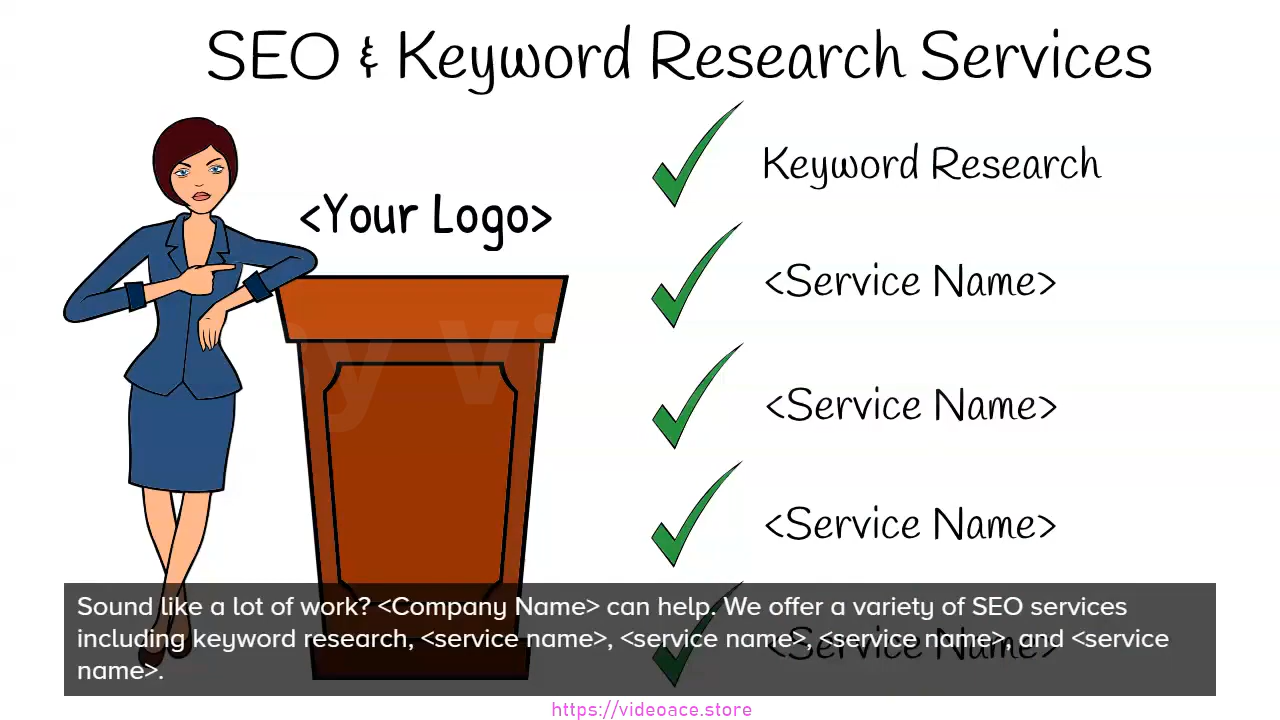 SEO & Keyword Research Services
Keyword Research
<Your Logo>
<Service Name>
<Service Name>
<Service Name>
<Service Name>
Sound like a lot of work? <Company Name> can help. We offer a variety of SEO services
including keyword research, <service name>, <service name>, <service name>, and <service
name>.
https://videoace.store